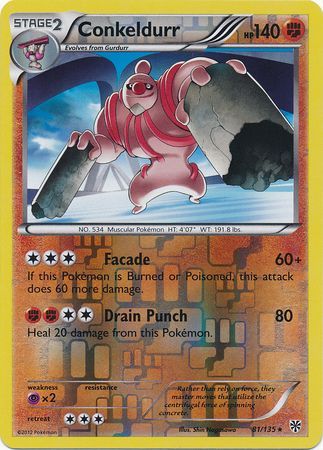 STAGE2 Conkeldurr HP140
Evolves from Gurdurr
NO. 534 Muscular Pokémon HT: 4'07" WT: 191.8 lbs.
Facade 60+
If this Pokémon is Burned or Poisoned, this attack
does 60 more damage.
Drain Punch 80
Heal 20 damage from this Pokémon.
weakness resistance
×2
retreat
Rather than rely on force, they
master moves that utilize the
centrifugal force of spinning
concrete.
Illus. Shin Nagasawa
©2012 Pokémon 81/135★